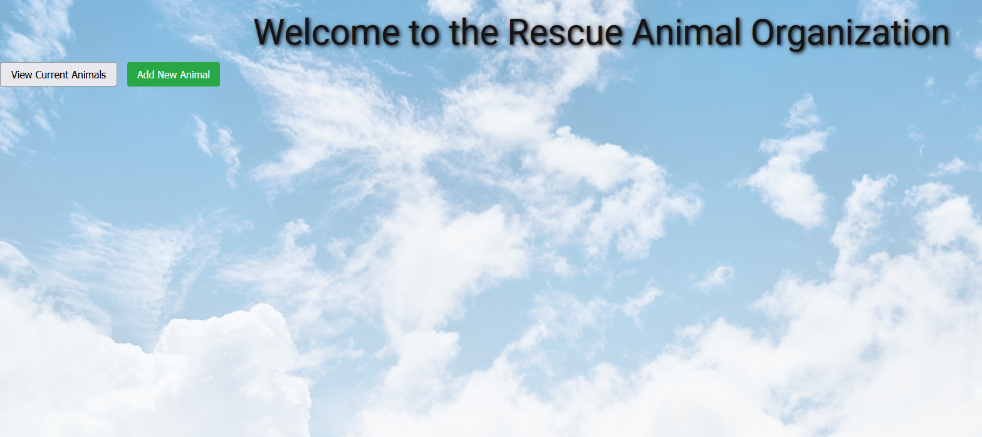 Welcome to the Rescue Animal Organization
View Current Animals
Add New Animal